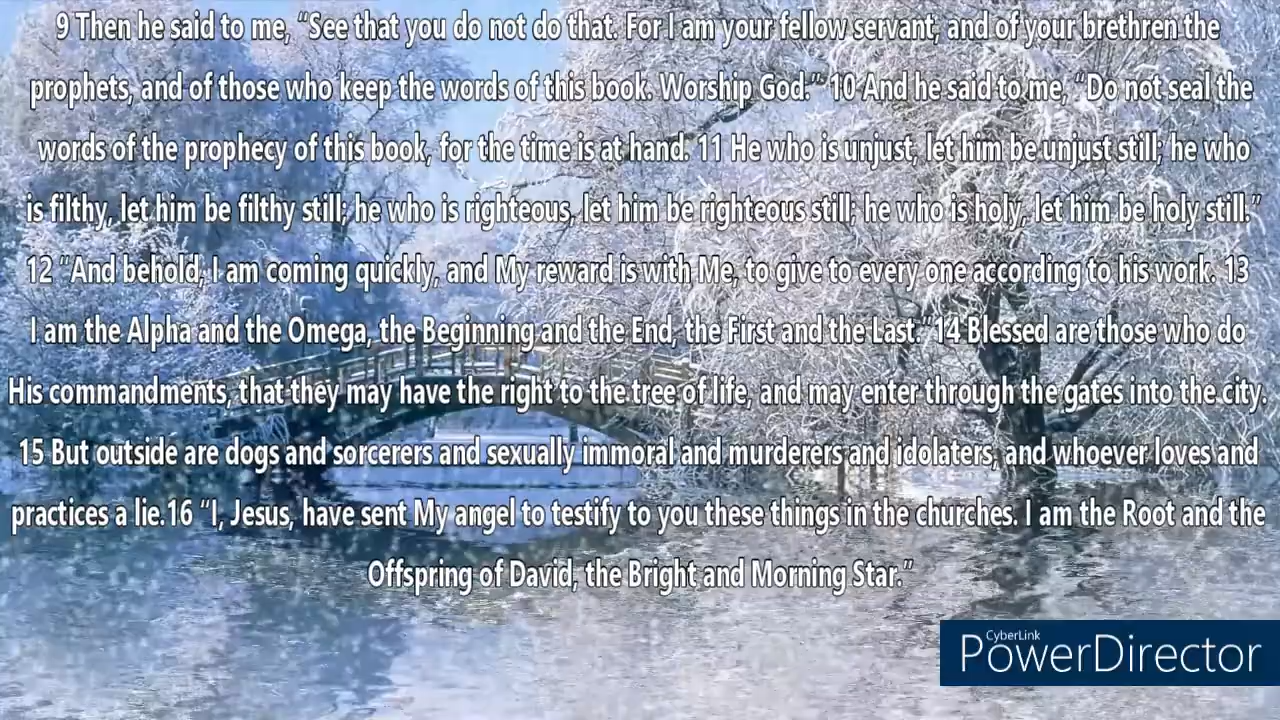 9 Then he said to me, “See that you do not do that. For I am your fellow servant, and of your brethren the
prophets, and of those who keep the words of this book. Worship God.” 10 And he said to me, “Do not seal the
words of the prophecy of this book, for the time is at hand. 11 He who is unjust, let him be unjust still; he who
is filthy, let him be filthy still; he who is righteous, let him be righteous still; he who is holy, let him be holy still.”
12 “And behold, I am coming quickly, and My reward is with Me, to give to every one according to his work. 13
I am the Alpha and the Omega, the Beginning and the End, the First and the Last.”14 Blessed are those who do
His commandments, that they may have the right to the tree of life, and may enter through the gates into the city.
15 But outside are dogs and sorcerers and sexually immoral and murderers and idolaters, and whoever loves and
practices a lie.16 “I, Jesus, have sent My angel to testify to you these things in the churches. I am the Root and the
Offspring of David, the Bright and Morning Star.”
CyberLink
PowerDirector